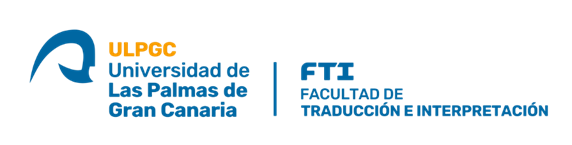 ULPGC
Universidad de
Las Palmas de
Gran Canaria
FTI
FACULTAD DE
TRADUCCIÓN E INTERPRETACIÓN